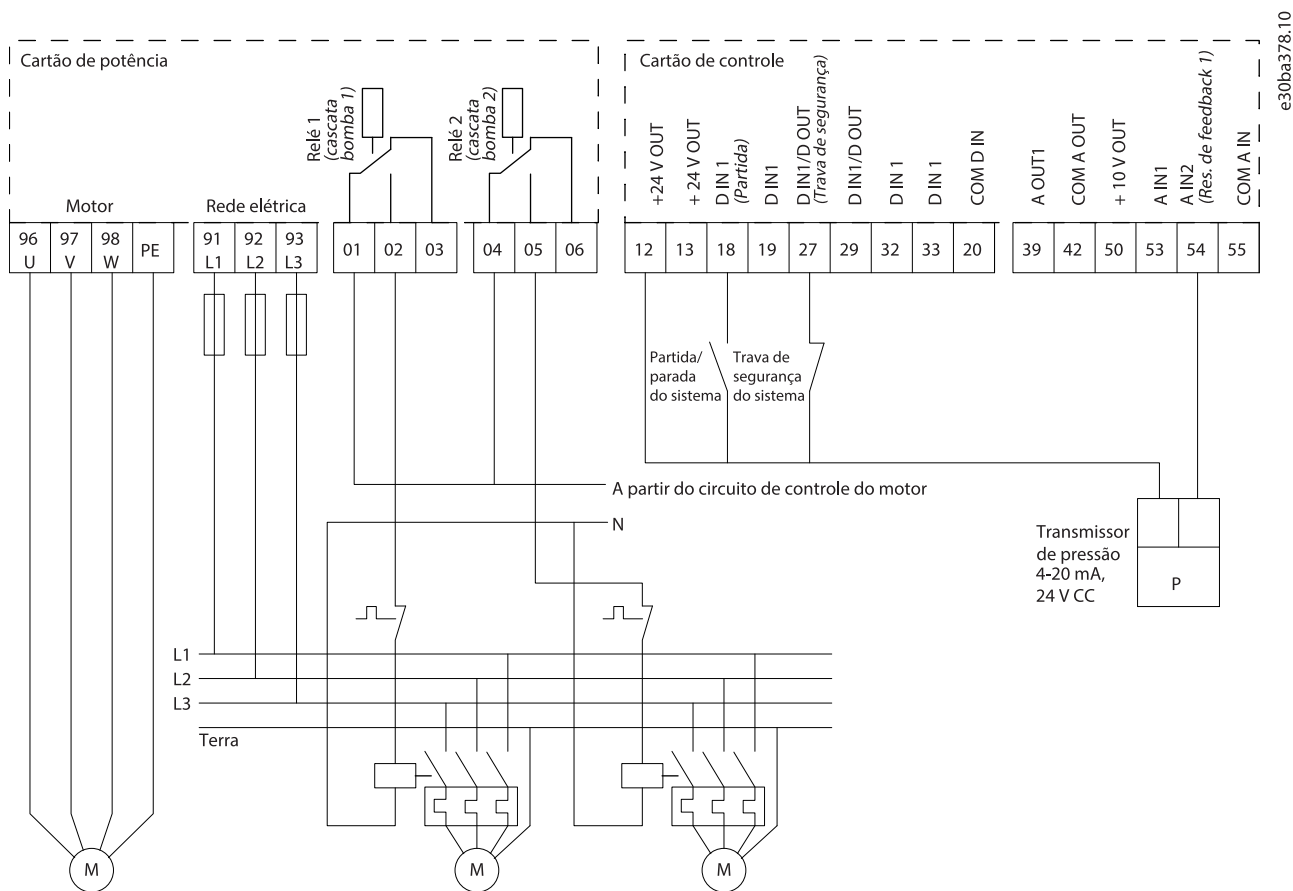 e30ba378.10
Cartão de potência
Cartão de controle
Relé 1
(cascata
bomba 1)
Relé 2
(cascata
bomba 2)
+24 V OUT
+ 24 V OUT
D IN 1
(Partida)
D IN1
D IN1/D OUT
(Trava de segurança)
D IN1/D OUT
D IN 1
D IN 1
COM D IN
A OUT1
COM A OUT
+ 10 V OUT
A IN1
A IN2
(Res. de feedback 1)
COM A IN
Motor
Rede elétrica
96 97 98 PE
U V W
91 92 93
L1 L2 L3
01 02 03
04 05 06
12 13 18 19 27 29 32 33 20
39 42 50 53 54 55
Partida/
parada
do sistema
Trava de
segurança
do sistema
A partir do circuito de controle do motor
N
Transmissor
de pressão
4-20 mA,
24 V CC
P
L1
L2
L3
Terra
M
M
M